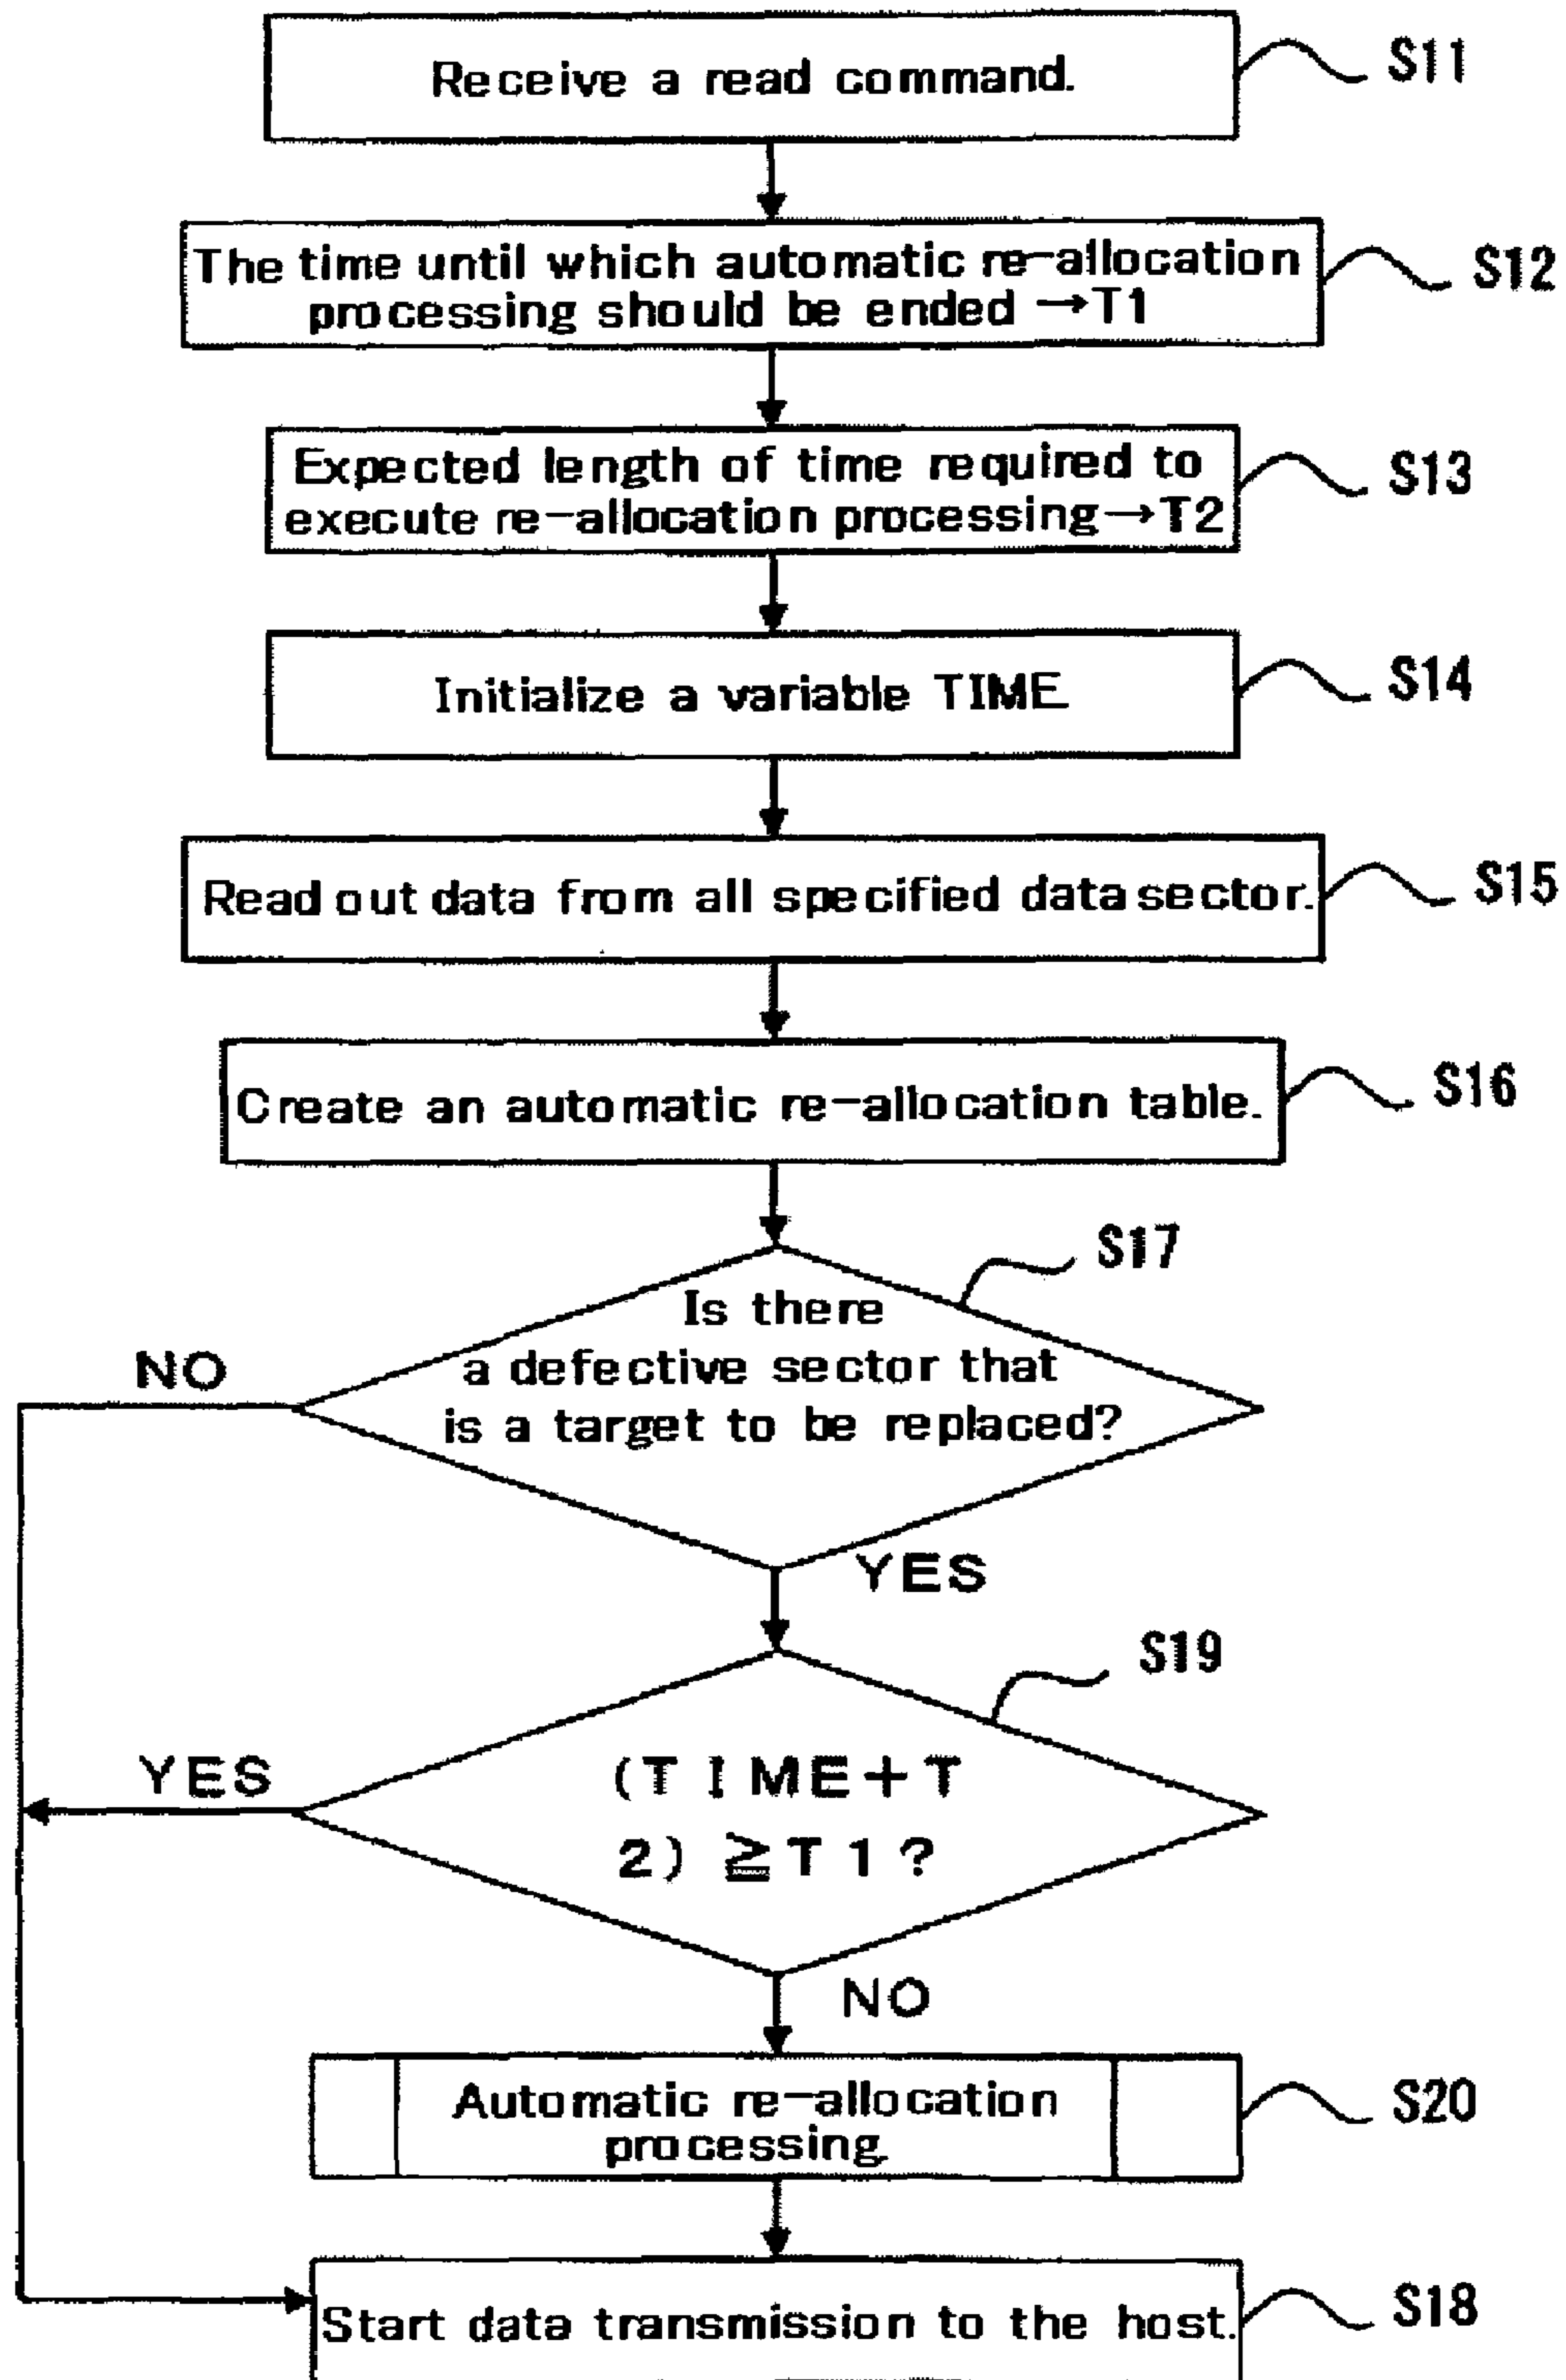 Receive a read command.
S11
The time until which automatic re-allocation
processing should be ended →T1
S12
Expected length of time required to
execute re-allocation processing→T2
S13
Initialize a variable TIME
S14
Read out data from all specified data sector.
S15
Create an automatic re-allocation table.
S16
S17
Is there
a defective sector that
is a target to be replaced?
NO
YES
S19
(TIME+T
2) ≧T1?
YES
NO
Automatic re-allocation
processing.
S20
Start data transmission to the host.
S18